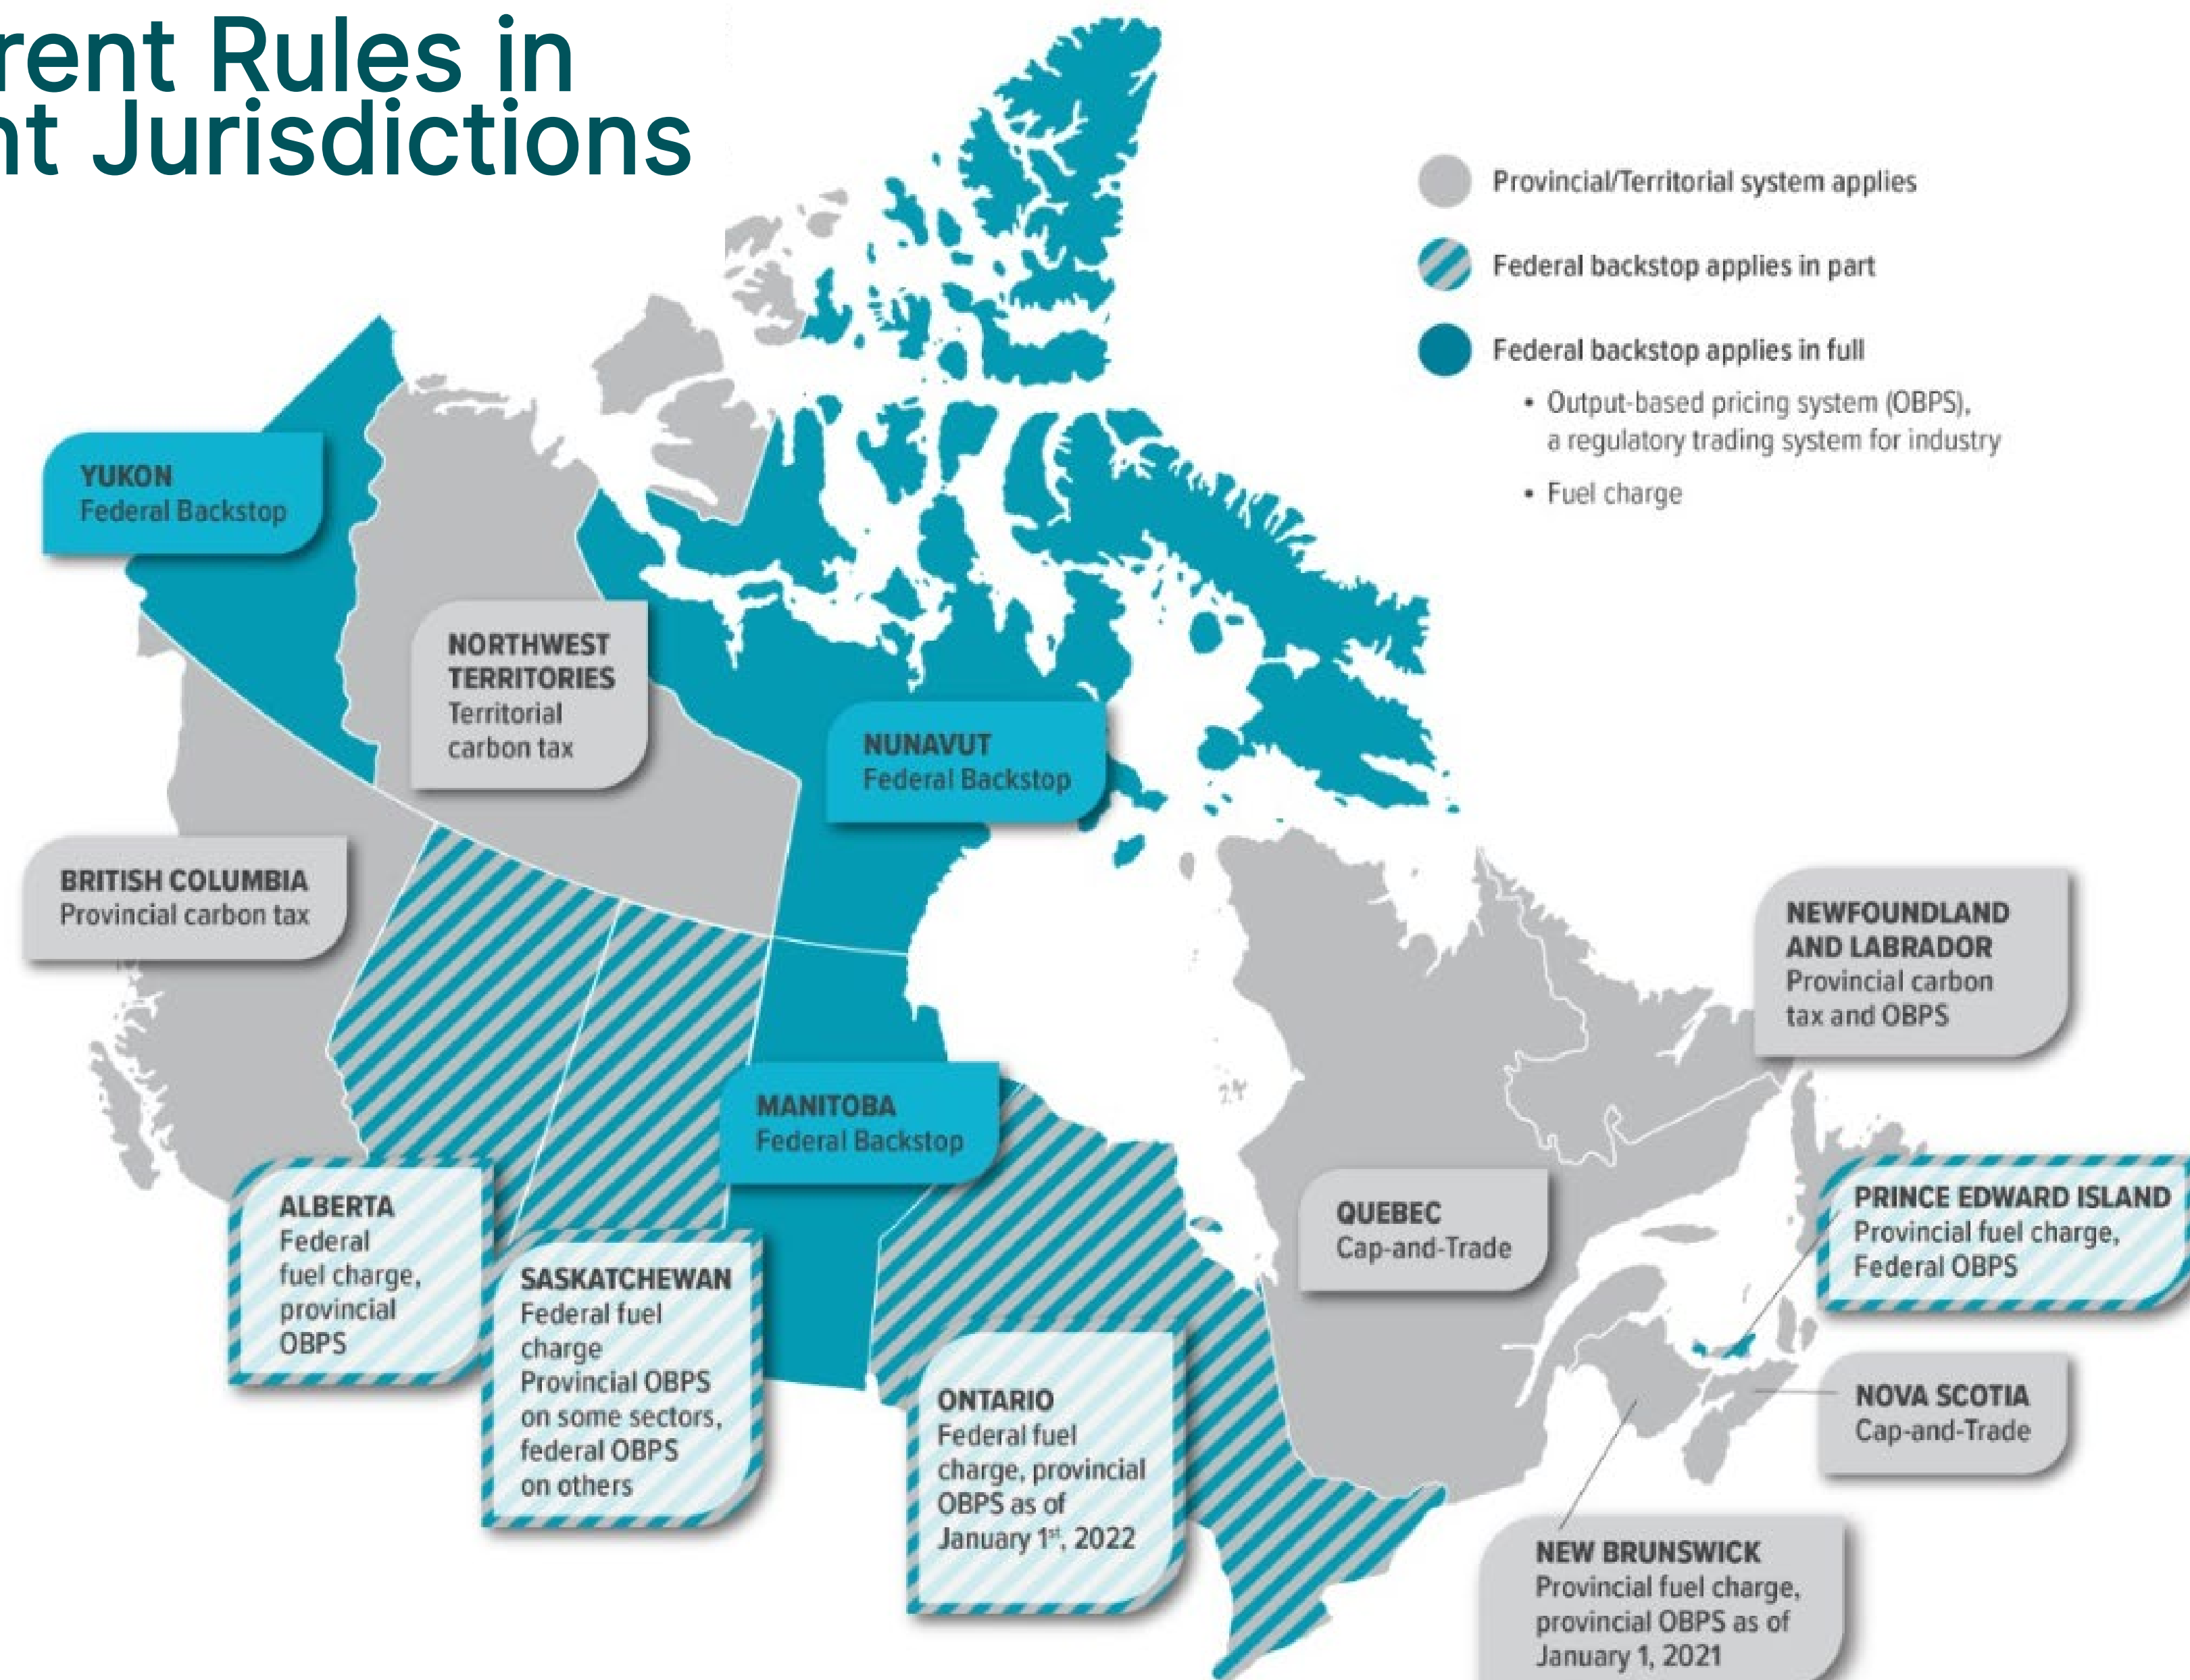 rent Rules in
nt Jurisdictions
Provincial/Territorial system applies
Federal backstop applies in part
Federal backstop applies in full
• Output-based pricing system (OBPS),
a regulatory trading system for industry
• Fuel charge
YUKON
Federal Backstop
NORTHWEST
TERRITORIES
Territorial
carbon tax
NUNAVUT
Federal Backstop
BRITISH COLUMBIA
Provincial carbon tax
NEWFOUNDLAND
AND LABRADOR
Provincial carbon
tax and OBPS
MANITOBA
Federal Backstop
ALBERTA
Federal
fuel charge,
provincial
OBPS
SASKATCHEWAN
Federal fuel
charge
Provincial OBPS
on some sectors,
federal OBPS
on others
ONTARIO
Federal fuel
charge, provincial
OBPS as of
January 1st, 2022
QUEBEC
Cap-and-Trade
PRINCE EDWARD ISLAND
Provincial fuel charge,
Federal OBPS
NOVA SCOTIA
Cap-and-Trade
NEW BRUNSWICK
Provincial fuel charge,
provincial OBPS as of
January 1, 2021